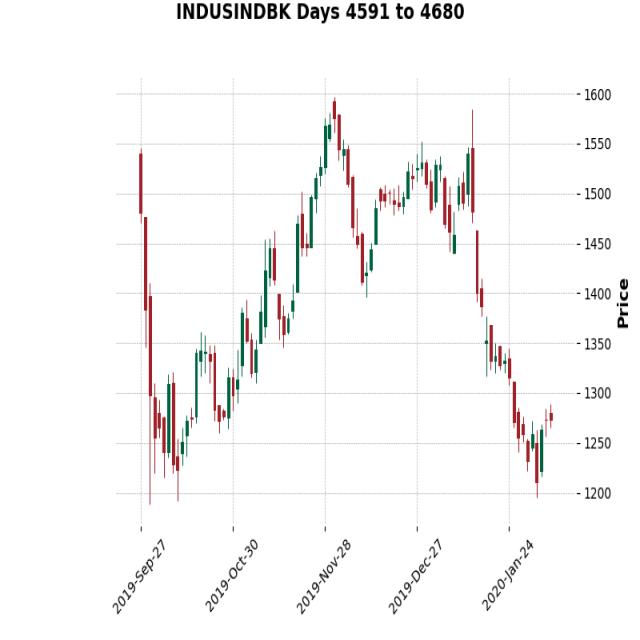 INDUSINDBK Days 4591 to 4680
1600
1550
1500
1450
1400
1350
1300
1250
1200
Price
2019-Sep-27
2019-Oct-30
2019-Nov-28
2019-Dec-27
2020-Jan-24